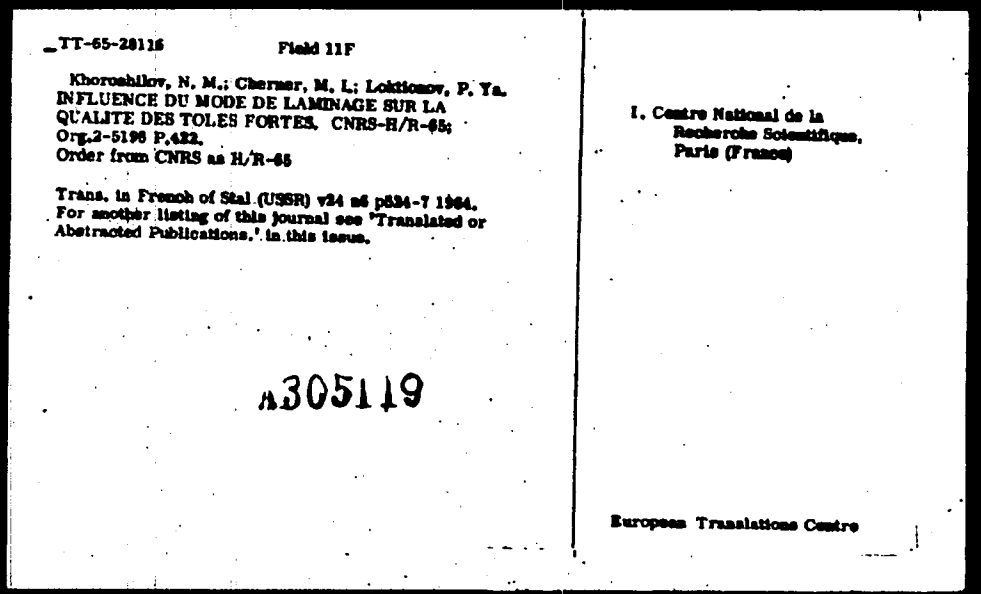 TT-65-28116 Field 11F
Khoroshilov, N. M.; Cherner, M. I.; Loktionov, P. Ya.
INFLUENCE DU MODE DE LAMINAGE SUR LA
QUALITE DES TOLES FORTES. CNRS-H/R-65;
Org.2-5196 P.422.
Order from CNRS as H/R-65
Trans. in French of Stal (USSR) v24 n6 p524-7 1964.
For another listing of this journal see 'Translated or
Abstracted Publications,' in this issue.
A305119
I. Centre National de la
Recherche Scientifique,
Paris (France)
European Translations Centre